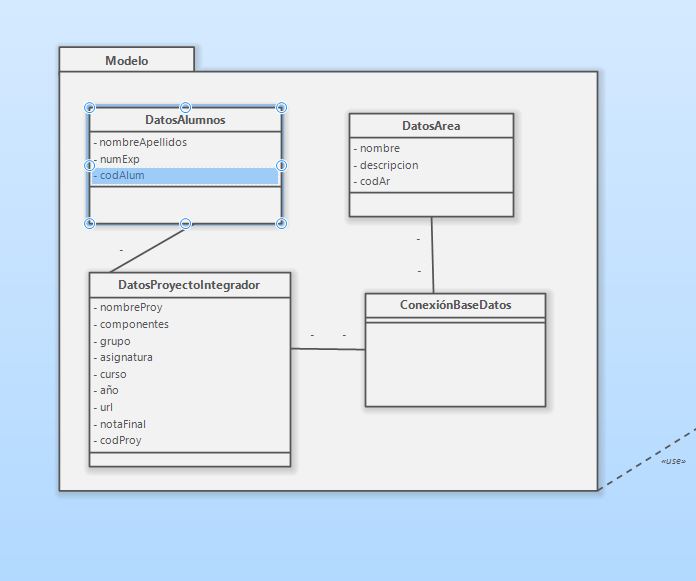 Modelo
DatosAlumnos
- nombreApellidos
- numExp
- codAlum
DatosArea
- nombre
- descripcion
- codAr
DatosProyectoIntegrador
- nombreProy
- componentes
- grupo
- asignatura
- curso
- año
- url
- notaFinal
- codProy
ConexiónBaseDatos
«use»